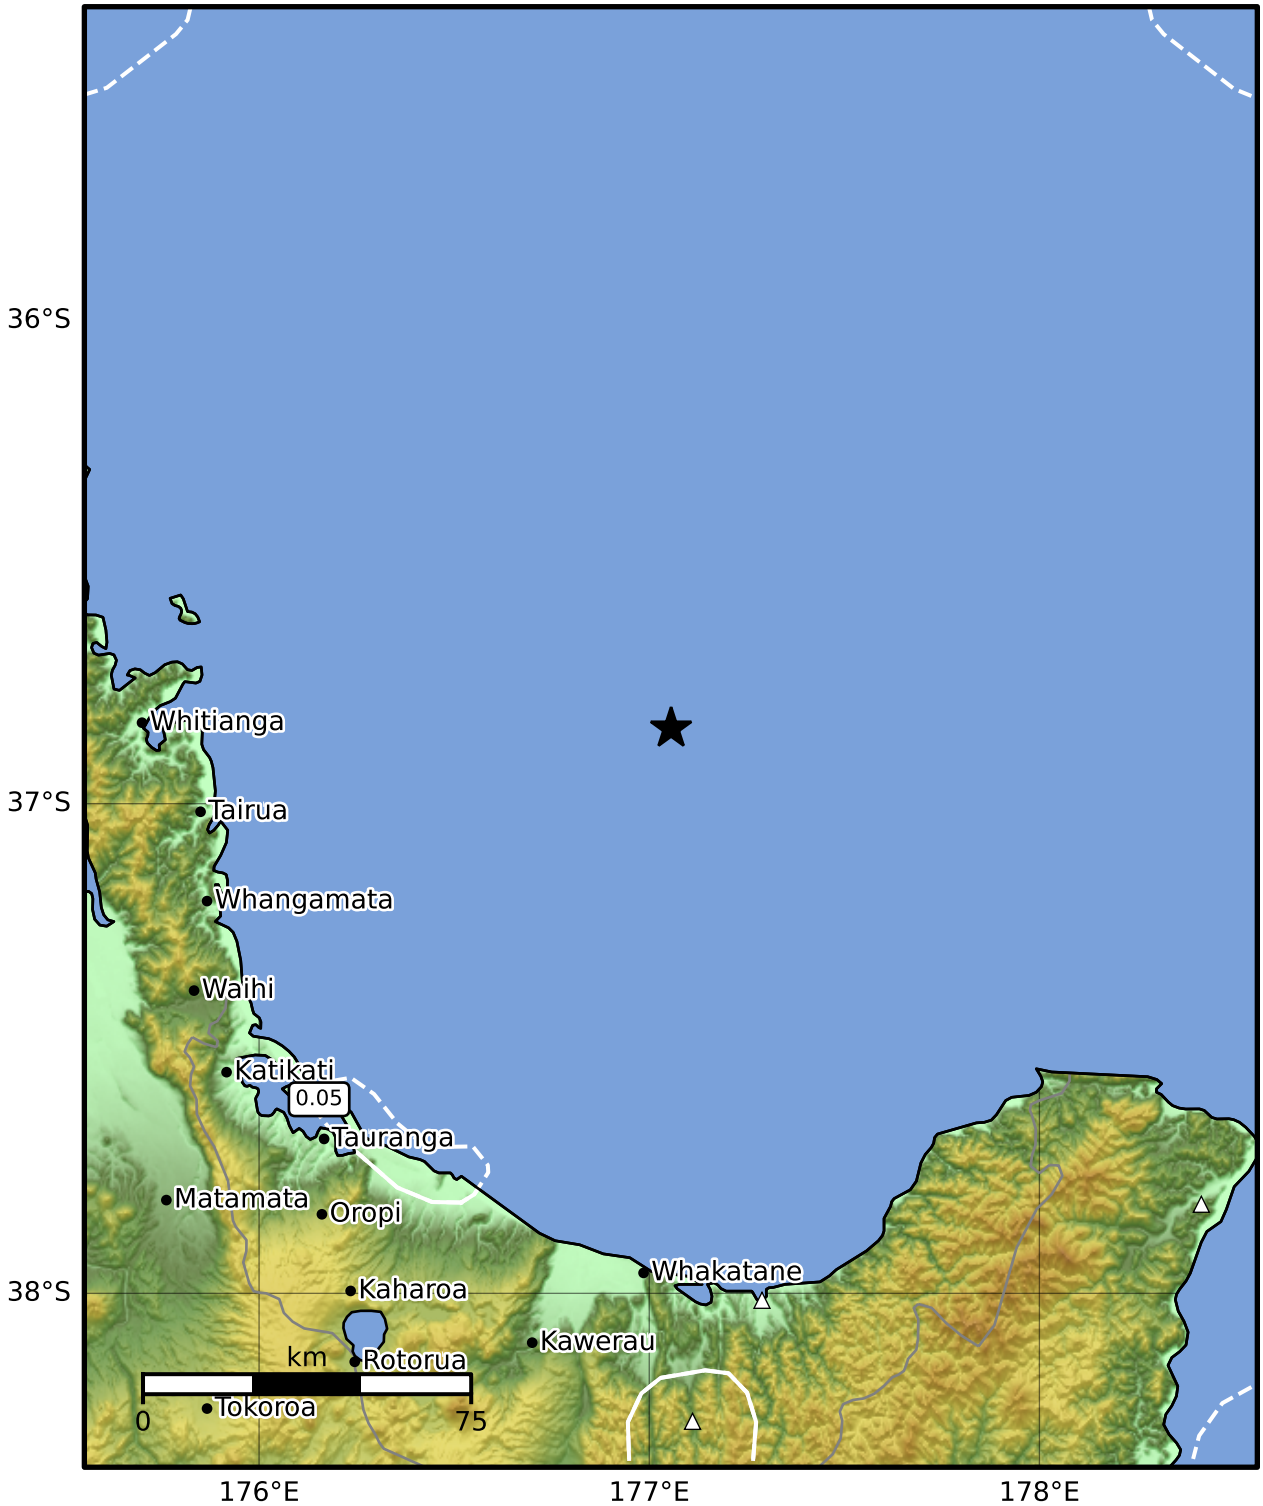 36°S
Whitianga
37°S
Tairua
Whangamata
Waihi
Katikati
0.05
Tauranga
Matamata
Oropi
Whakatane
38°S
Kaharoa
Kawerau
km
Rotorua
Tokoroa
0
75
176°E
177°E
178°E